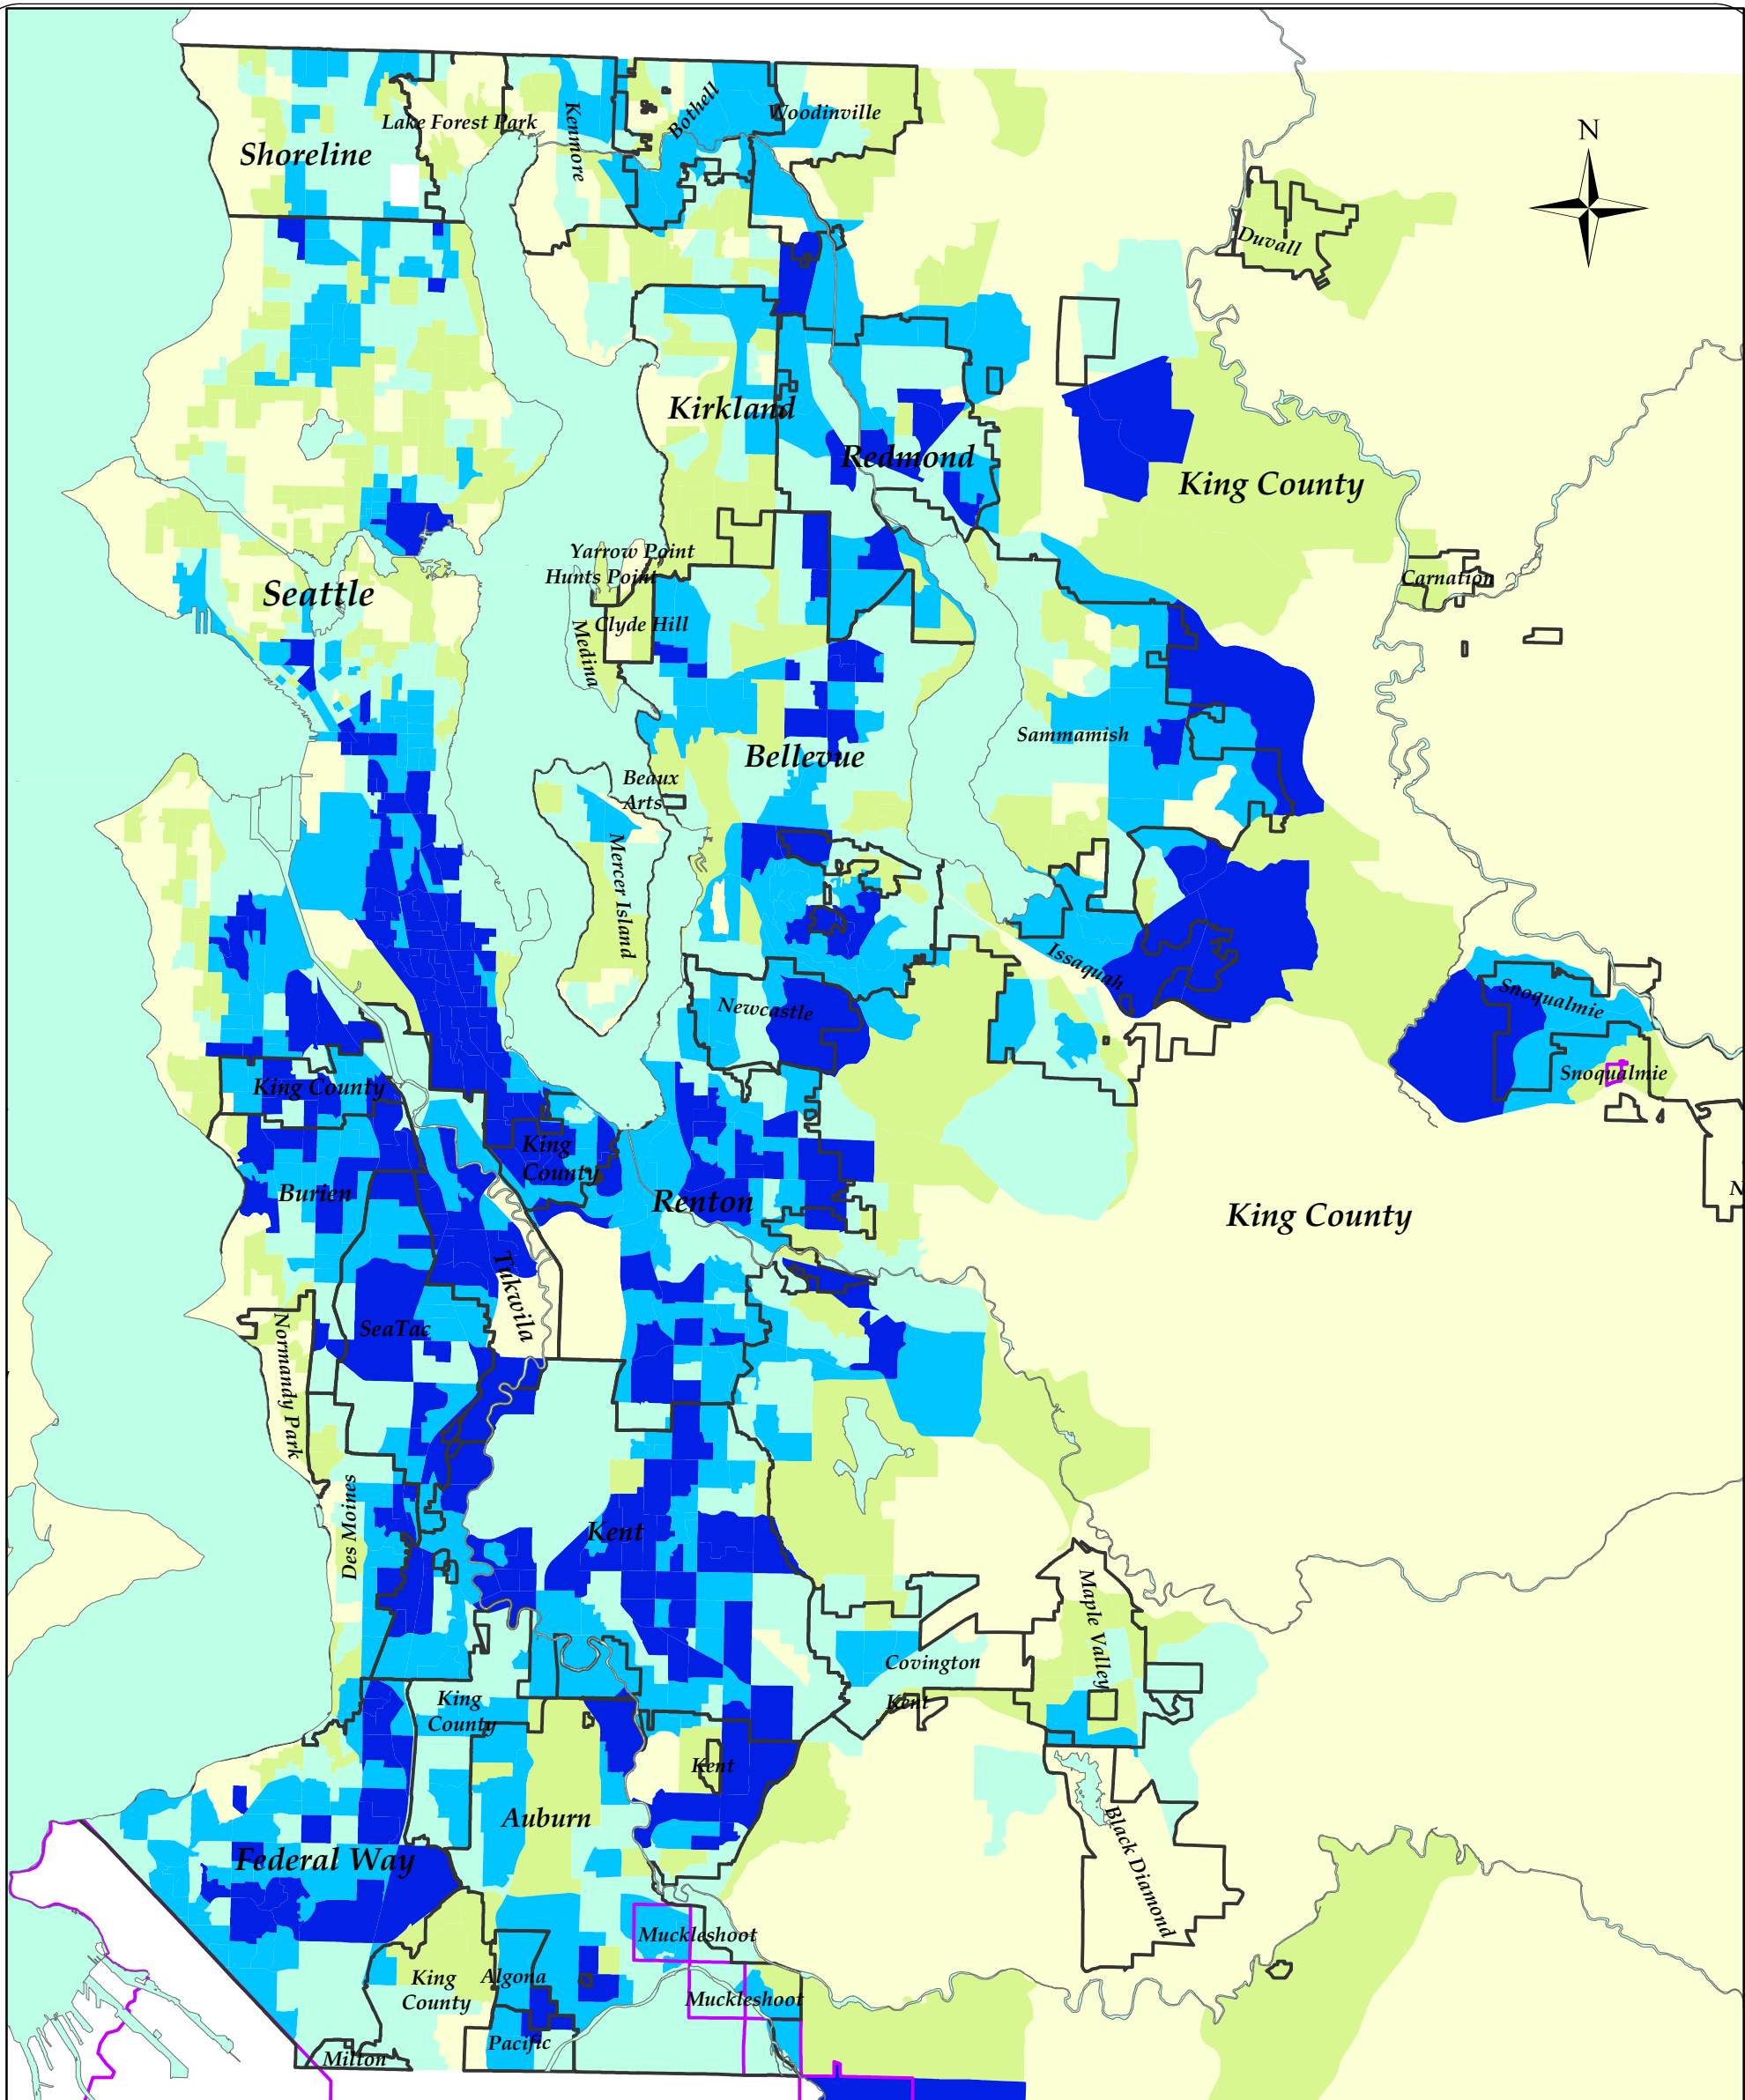 N
Bothell
Woodinville
Kenmore
Lake Forest Park
Shoreline
Duvall
Kirkland
Redmond
King County
Yarrow Point
Hunts Point
Carnation
Seattle
Clyde Hill
Medina
Sammamish
Bellevue
Beaux
Arts
Mercer Island
Issaquah
Snoqualmie
Newcastle
Snoqualmie
King County
King
County
Burien
Renton
N
King County
Tukwila
SeaTac
Normandy Park
Des Moines
Kent
Maple Valley
Covington
Kent
King
County
Kent
Auburn
Black Diamond
Federal Way
Muckleshoot
King
County
Algona
Muckleshoot
Pacific
Milton